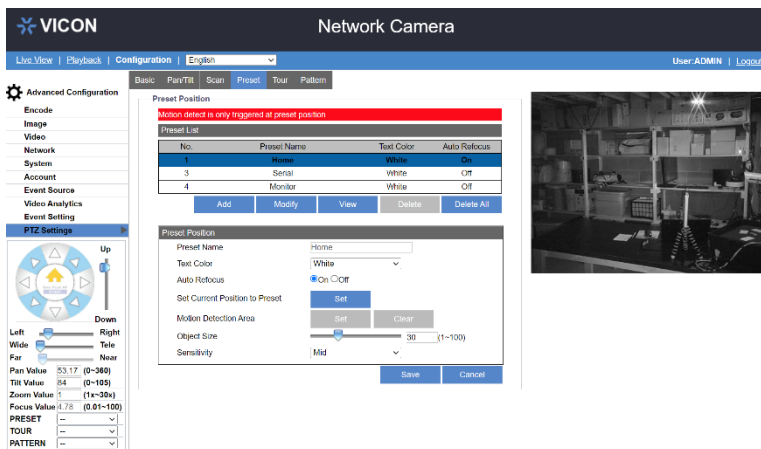 VICON
Network Camera
Live View | Playback | Configuration | English
User:ADMIN | Logout
Basic Pan/Tilt Scan Preset Tour Pattern
Advanced Configuration
Encode
Image
Video
Network
System
Account
Event Source
Video Analytics
Event Setting
PTZ Settings
Up
Down
Left Right
Wide Tele
Far Near
Pan Value 53.17 (0~360)
Tilt Value 84 (0~105)
Zoom Value 1 (1x~30x)
Focus Value 4.78 (0.01~100)
PRESET --
TOUR --
PATTERN --
Preset Position
Motion detect is only triggered at preset position
Preset List
No. Preset Name Text Color Auto Refocus
1 Home White On
3 Serial White Off
4 Monitor White Off
Add Modify View Delete Delete All
Preset Position
Preset Name Home
Text Color White
Auto Refocus On Off
Set Current Position to Preset Set
Motion Detection Area Set Clear
Object Size 30 (1~100)
Sensitivity Mid
Save Cancel